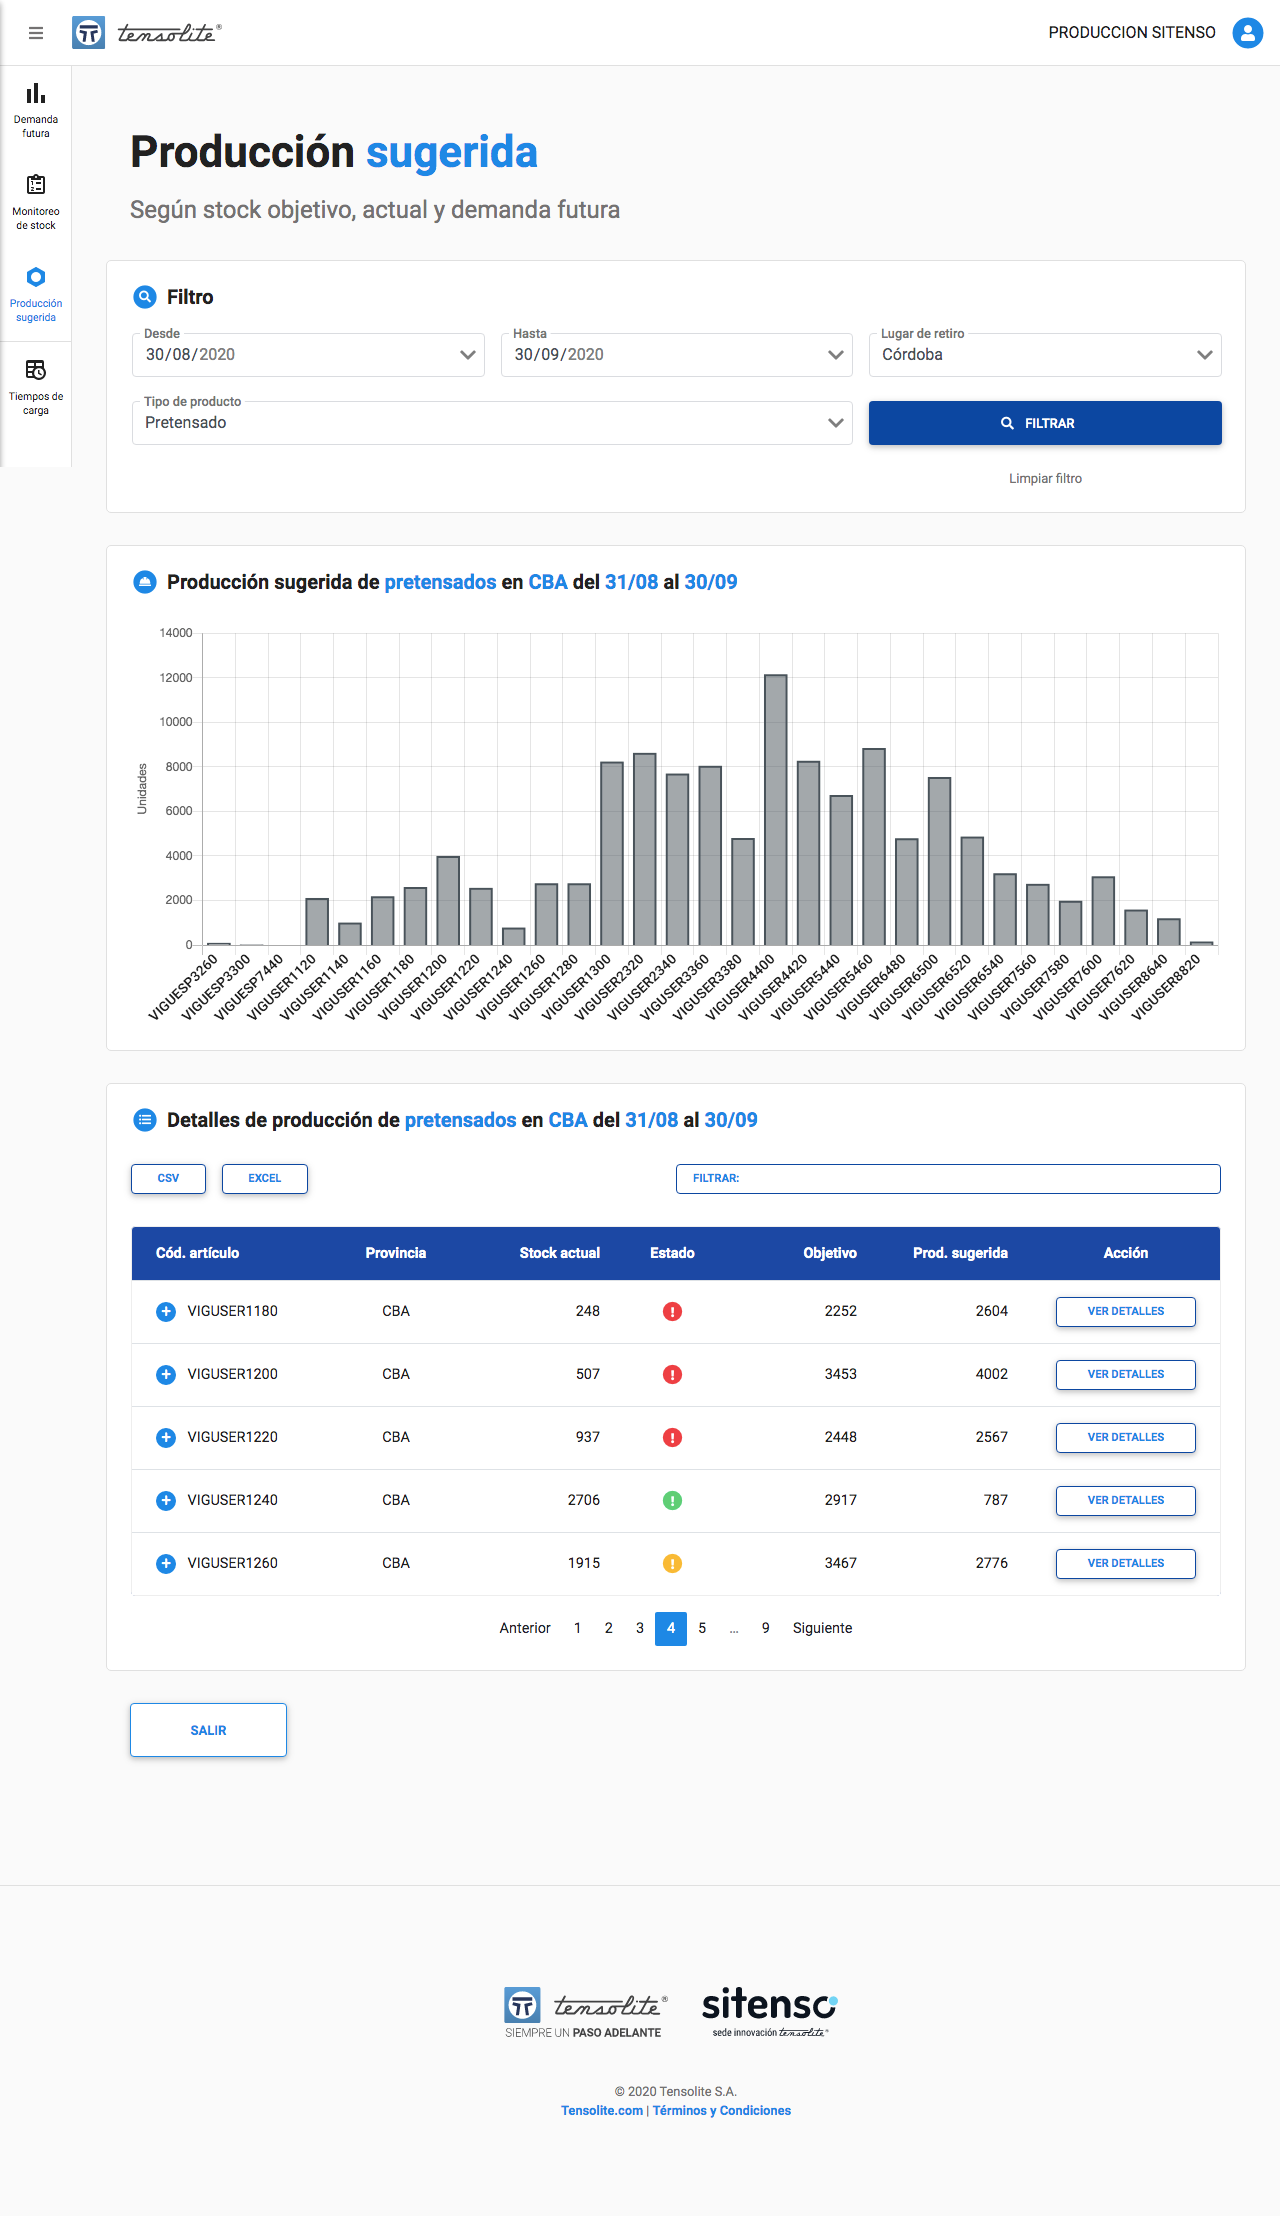 tensolite®
PRODUCCION SITENSO
Demanda
futura
Monitoreo
de stock
Producción
sugerida
Tiempos de
carga
Producción sugerida
Según stock objetivo, actual y demanda futura
Filtro
Desde
30/08/2020
Hasta
30/09/2020
Lugar de retiro
Córdoba
Tipo de producto
Pretensado
FILTRAR
Limpiar filtro
Producción sugerida de pretensados en CBA del 31/08 al 30/09
Unidades
14000
12000
10000
8000
6000
4000
2000
0
VIGUESP3260
VIGUESP3300
VIGUESP7440
VIGUSER1120
VIGUSER1140
VIGUSER1160
VIGUSER1180
VIGUSER1200
VIGUSER1220
VIGUSER1240
VIGUSER1260
VIGUSER1280
VIGUSER1300
VIGUSER2320
VIGUSER2340
VIGUSER3360
VIGUSER3380
VIGUSER4400
VIGUSER4420
VIGUSER5440
VIGUSER5460
VIGUSER6480
VIGUSER6500
VIGUSER6520
VIGUSER6540
VIGUSER7560
VIGUSER7580
VIGUSER7600
VIGUSER7620
VIGUSER8640
VIGUSER8820
Detalles de producción de pretensados en CBA del 31/08 al 30/09
CSV EXCEL FILTRAR:
Cód. artículo Provincia Stock actual Estado Objetivo Prod. sugerida Acción
VIGUSER1180 CBA 248 2252 2604 VER DETALLES
VIGUSER1200 CBA 507 3453 4002 VER DETALLES
VIGUSER1220 CBA 937 2448 2567 VER DETALLES
VIGUSER1240 CBA 2706 2917 787 VER DETALLES
VIGUSER1260 CBA 1915 3467 2776 VER DETALLES
Anterior 1 2 3 4 5 ... 9 Siguiente
SALIR
tensolite®
SIEMPRE UN PASO ADELANTE
sitenso
sede innovación tensolite®
© 2020 Tensolite S.A.
Tensolite.com | Términos y Condiciones